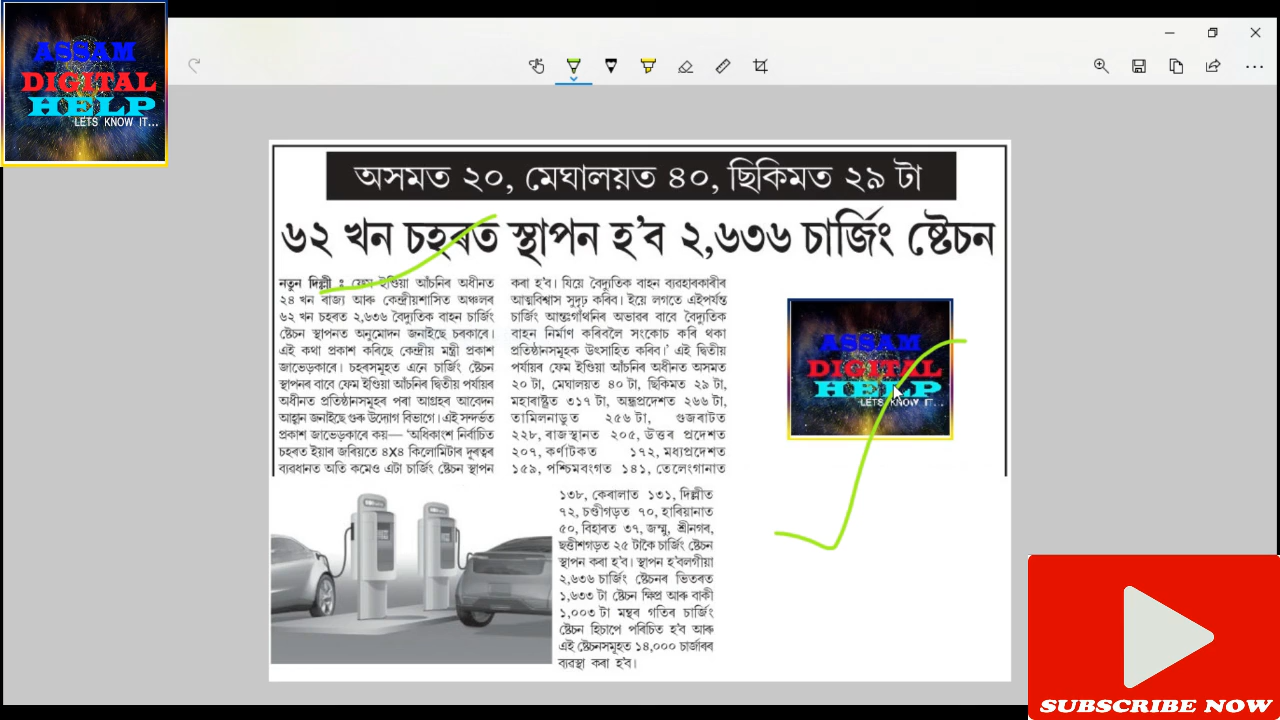 ASSAM
DIGITAL
HELP
LETS KNOW IT...
অসমত ২০, মেঘালয়ত ৪০, ছিকিমত ২৯ টা
৬২ খন চহৰত স্থাপন হ'ব ২,৬৩৬ চাৰ্জিং ষ্টেচন
নতুন দিল্লী ঃ ফেম ইণ্ডিয়া আঁচনিৰ অধীনত
২৪ খন ৰাজ্য আৰু কেন্দ্ৰীয়শাসিত অঞ্চলৰ
৬২ খন চহৰত ২,৬৩৬ বৈদ্যুতিক বাহন চাৰ্জিং
ষ্টেচন স্থাপনত অনুমোদন জনাইছে চৰকাৰে।
এই কথা প্ৰকাশ কৰিছে কেন্দ্ৰীয় মন্ত্ৰী প্ৰকাশ
জাভেড়কাৰে। চহৰসমূহত এনে চাৰ্জিং ষ্টেচন
স্থাপনৰ বাবে ফেম ইণ্ডিয়া আঁচনিৰ দ্বিতীয় পৰ্যায়ৰ
অধীনত প্ৰতিষ্ঠানসমূহৰ পৰা আগ্ৰহৰ আবেদন
আহ্বান জনাইছে গুৰু উদ্যোগ বিভাগে। এই সন্দৰ্ভত
প্ৰকাশ জাভেড়কাৰে কয়— 'অধিকাংশ নিৰ্বাচিত
চহৰত ইয়াৰ জৰিয়তে ৪X৪ কিলোমিটাৰ দূৰত্বৰ
ব্যৱধানত অতি কমেও এটা চাৰ্জিং ষ্টেচন স্থাপন
কৰা হ'ব। যিয়ে বৈদ্যুতিক বাহন ব্যৱহাৰকাৰীৰ
আত্মবিশ্বাস সুদৃঢ় কৰিব। ইয়ে লগতে এইপৰ্যন্ত
চাৰ্জিং আন্তঃগাঁথনিৰ অভাৱৰ বাবে বৈদ্যুতিক
বাহন নিৰ্মাণ কৰিবলৈ সংকোচ কৰি থকা
প্ৰতিষ্ঠানসমূহক উৎসাহিত কৰিব।' এই দ্বিতীয়
পৰ্যায়ৰ ফেম ইণ্ডিয়া আঁচনিৰ অধীনত অসমত
২০ টা, মেঘালয়ত ৪০ টা, ছিকিমত ২৯ টা,
মহাৰাষ্ট্ৰত ৩১৭ টা, অন্ধ্ৰপ্ৰদেশত ২৬৬ টা,
তামিলনাডুত ২৫৬ টা, গুজৰাটত
২২৮, ৰাজস্থানত ২০৫, উত্তৰ প্ৰদেশত
২০৭, কৰ্ণাটকত ১৭২, মধ্যপ্ৰদেশত
১৫৯, পশ্চিমবংগত ১৪১, তেলেংগানাত
১৩৮, কেৰালাত ১৩১, দিল্লীত
৭২, চণ্ডীগড়ত ৭০, হাৰিয়ানাত
৫০, বিহাৰত ৩৭, জম্মু, শ্ৰীনগৰ,
ছত্তীশগড়ত ২৫ টাকৈ চাৰ্জিং ষ্টেচন
স্থাপন কৰা হ'ব। স্থাপন হ'বলগীয়া
২,৬৩৬ চাৰ্জিং ষ্টেচনৰ ভিতৰত
১,৬৩৩ টা ষ্টেচন ক্ষিপ্ৰ আৰু বাকী
১,০০৩ টা মন্থৰ গতিৰ চাৰ্জিং
ষ্টেচন হিচাপে পৰিচিত হ'ব আৰু
এই ষ্টেচনসমূহত ১৪,০০০ চাৰ্জাৰৰ
ব্যৱস্থা কৰা হ'ব।
ASSAM
DIGITAL
HELP
LETS KNOW IT...
SUBSCRIBE NOW